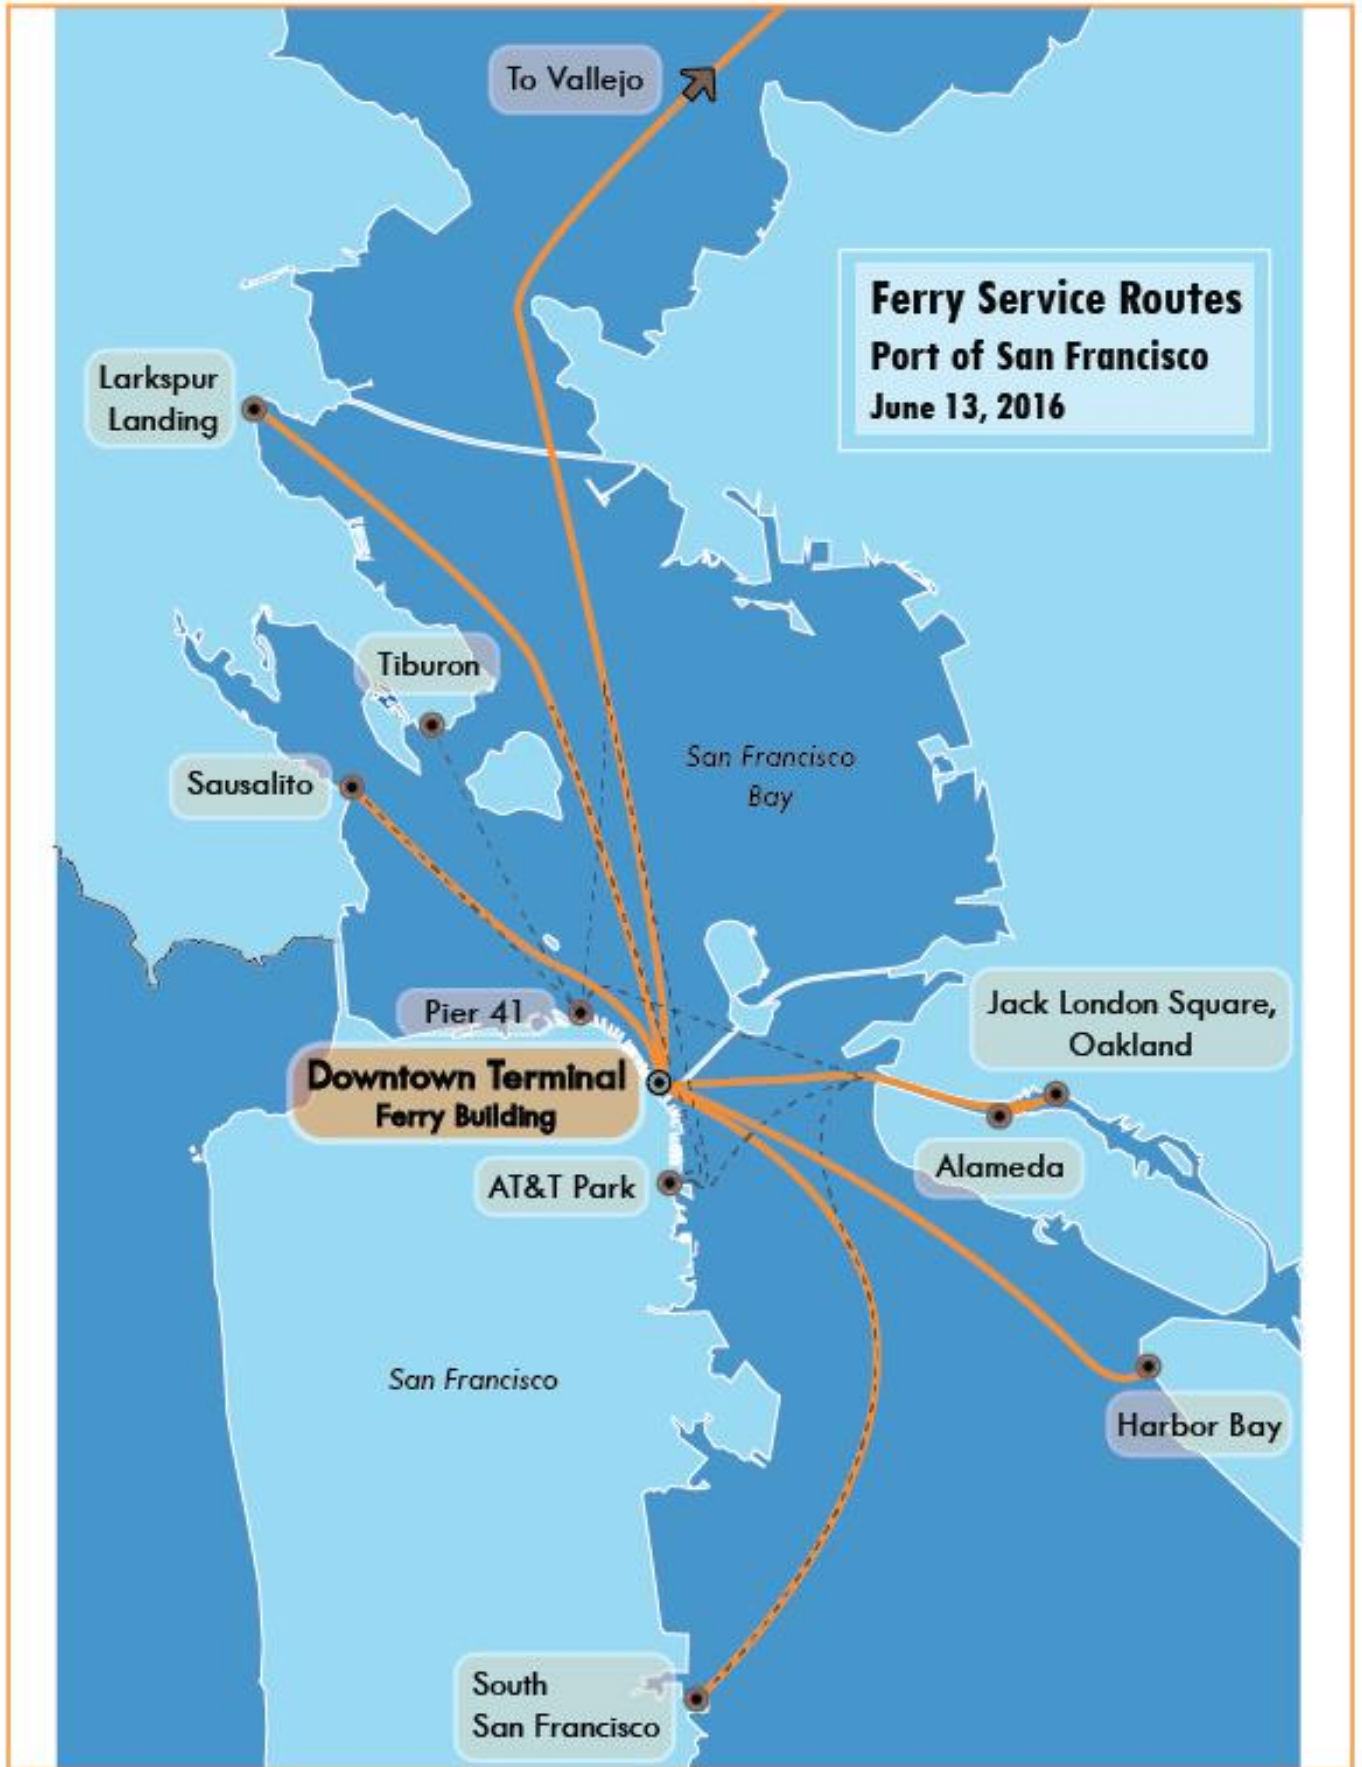 To Vallejo
Ferry Service Routes
Port of San Francisco
June 13, 2016
Larkspur
Landing
Tiburon
San Francisco
Bay
Sausalito
Pier 41
Jack London Square,
Oakland
Downtown Terminal
Ferry Building
Alameda
AT&T Park
San Francisco
Harbor Bay
South
San Francisco